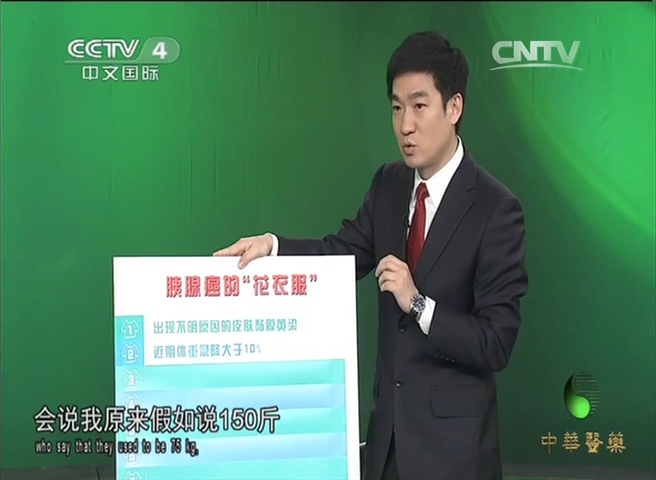 CCTV 4
中文国际
CNTV
胰腺癌的“花衣服”
1 出现不明原因的皮肤黏膜黄染
2 近期体重急降大于10%
3
4
5
会说我原来假如说150斤
who say that they used to be 75 kg,
中華醫藥